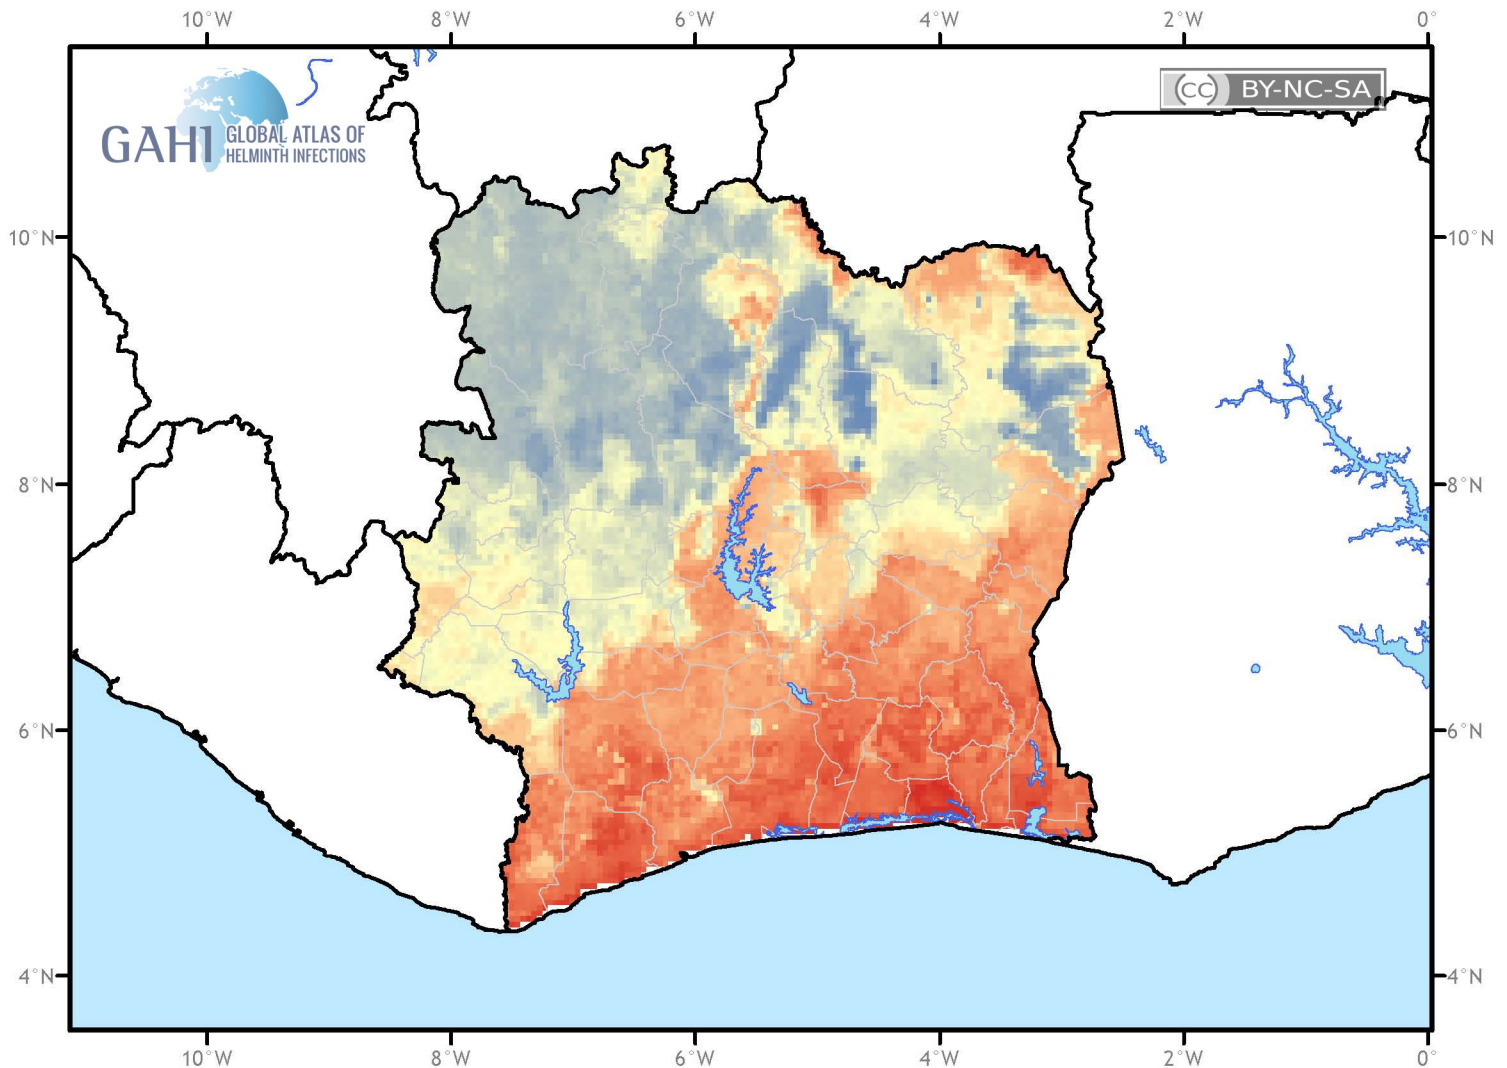 10°W 8°W 6°W 4°W 2°W 0°
GAHI GLOBAL ATLAS OF
HELMINTH INFECTIONS
(cc) BY-NC-SA
10°N 10°N
8°N 8°N
6°N 6°N
4°N 4°N
10°W 8°W 6°W 4°W 2°W 0°